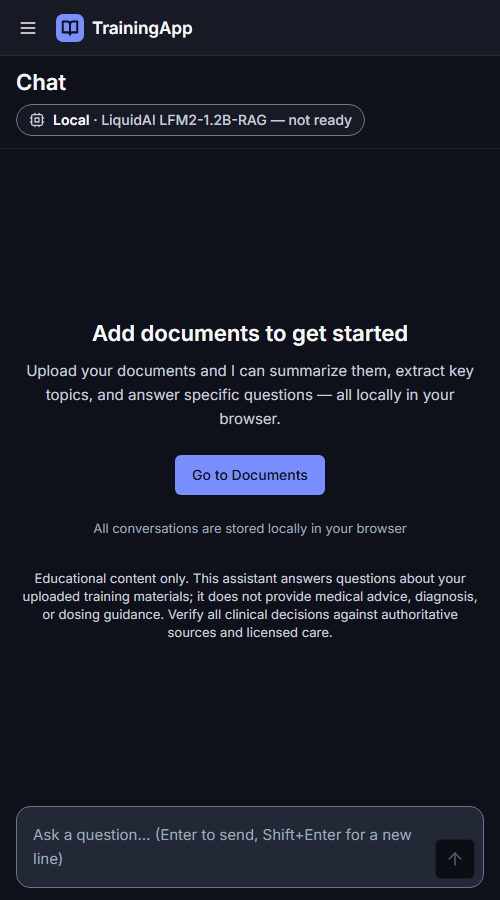 TrainingApp
Chat
Local · LiquidAI LFM2-1.2B-RAG — not ready
Add documents to get started
Upload your documents and I can summarize them, extract key
topics, and answer specific questions — all locally in your
browser.
Go to Documents
All conversations are stored locally in your browser
Educational content only. This assistant answers questions about your
uploaded training materials; it does not provide medical advice, diagnosis,
or dosing guidance. Verify all clinical decisions against authoritative
sources and licensed care.
Ask a question... (Enter to send, Shift+Enter for a new
line)